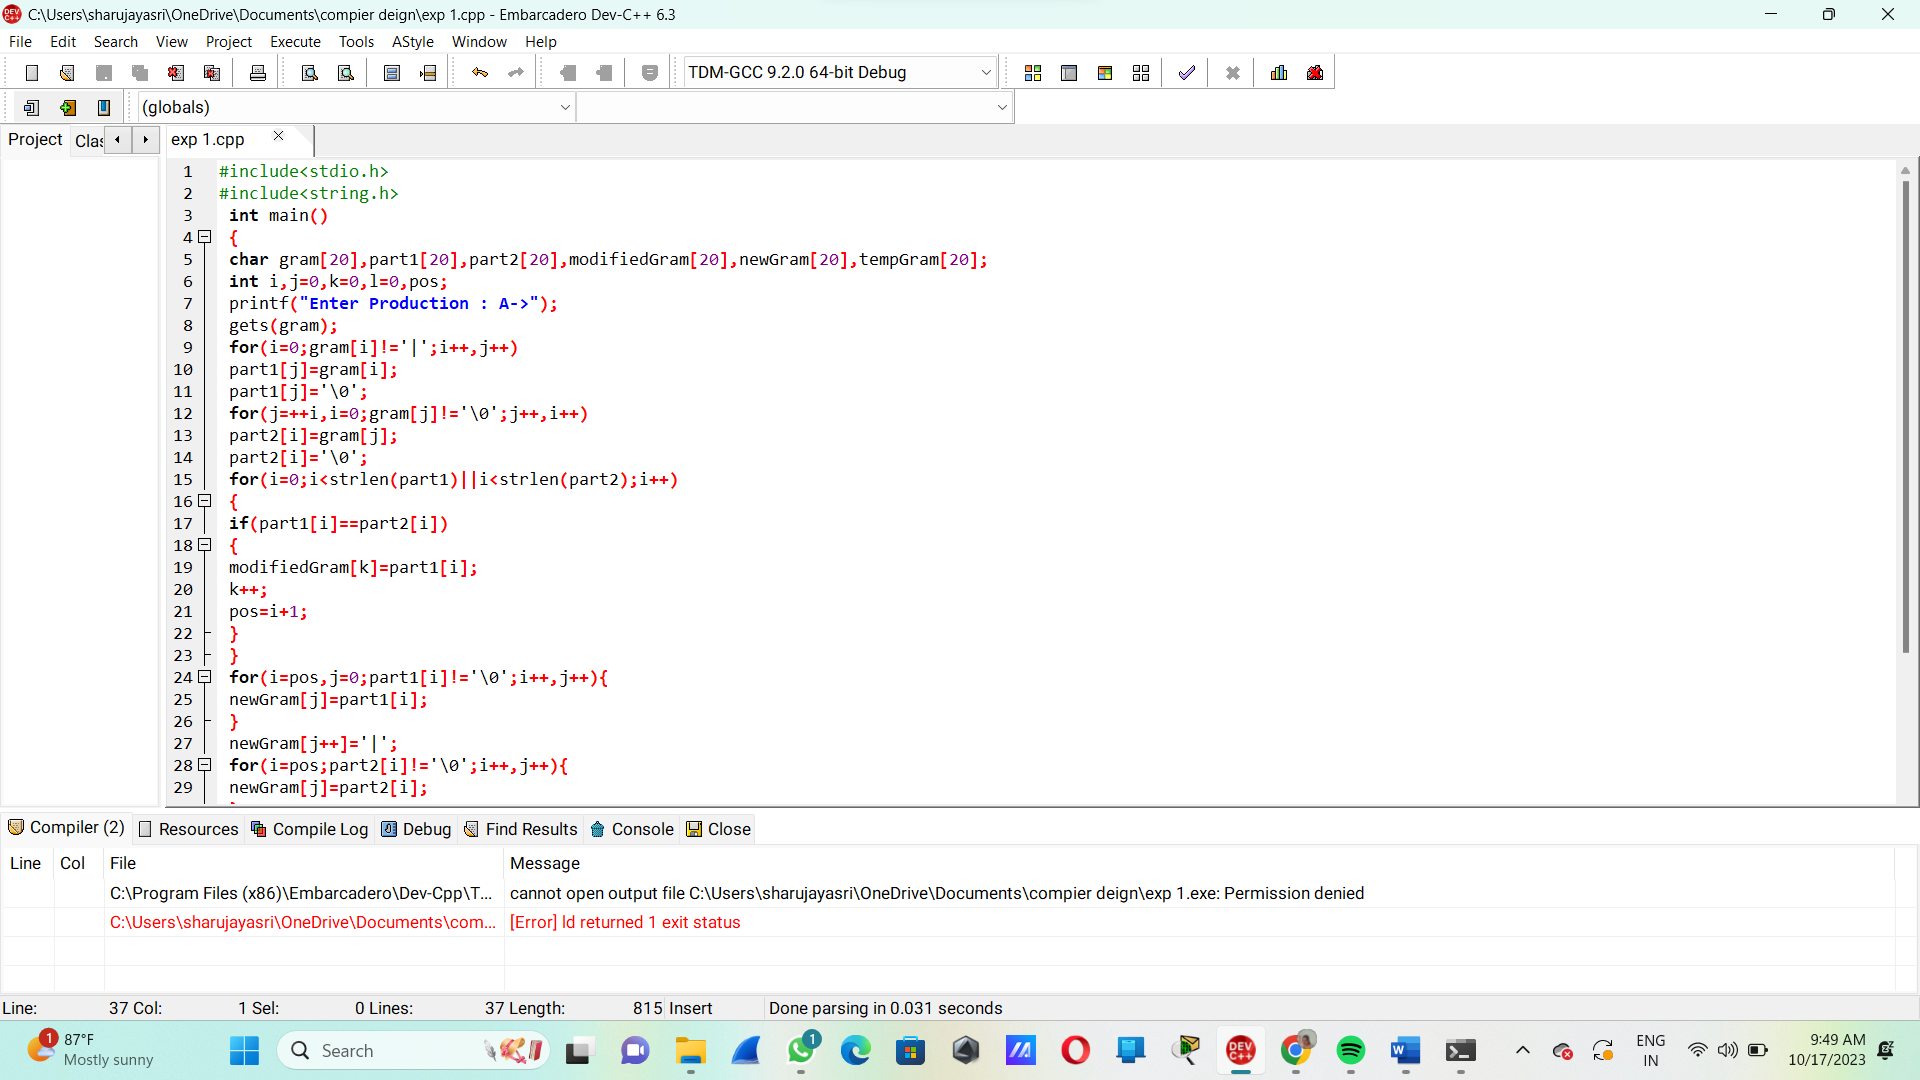 C:\Users\sharujayasri\OneDrive\Documents\compier deign\exp 1.cpp - Embarcadero Dev-C++ 6.3
File Edit Search View Project Execute Tools AStyle Window Help
TDM-GCC 9.2.0 64-bit Debug
(globals)
Project Clas exp 1.cpp
1 #include<stdio.h>
2 #include<string.h>
3 int main()
4 {
5 char gram[20],part1[20],part2[20],modifiedGram[20],newGram[20],tempGram[20];
6 int i,j=0,k=0,l=0,pos;
7 printf("Enter Production : A->");
8 gets(gram);
9 for(i=0;gram[i]!='|';i++,j++)
10 part1[j]=gram[i];
11 part1[j]='\0';
12 for(j=++i,i=0;gram[j]!='\0';j++,i++)
13 part2[i]=gram[j];
14 part2[i]='\0';
15 for(i=0;i<strlen(part1)||i<strlen(part2);i++)
16 {
17 if(part1[i]==part2[i])
18 {
19 modifiedGram[k]=part1[i];
20 k++;
21 pos=i+1;
22 }
23 }
24 for(i=pos,j=0;part1[i]!='\0';i++,j++){
25 newGram[j]=part1[i];
26 }
27 newGram[j++]='|';
28 for(i=pos;part2[i]!='\0';i++,j++){
29 newGram[j]=part2[i];
Compiler (2) Resources Compile Log Debug Find Results Console Close
Line Col File Message
C:\Program Files (x86)\Embarcadero\Dev-Cpp\T... cannot open output file C:\Users\sharujayasri\OneDrive\Documents\compier deign\exp 1.exe: Permission denied
C:\Users\sharujayasri\OneDrive\Documents\com... [Error] ld returned 1 exit status
Line: 37 Col: 1 Sel: 0 Lines: 37 Length: 815 Insert Done parsing in 0.031 seconds
1 87°F
Mostly sunny
Search
1
DEV C++
W
ENG
IN
9:49 AM
10/17/2023